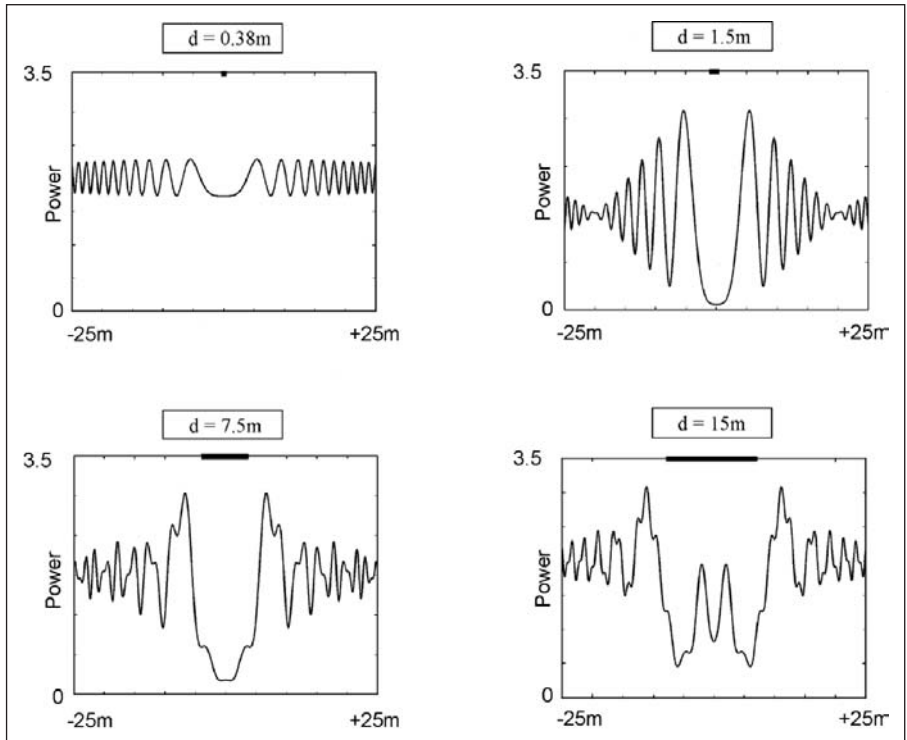 d = 0.38m
3.5
Power
0
-25m
+25m
d = 1.5m
3.5
Power
0
-25m
+25m
d = 7.5m
3.5
Power
0
-25m
+25m
d = 15m
3.5
Power
0
-25m
+25m